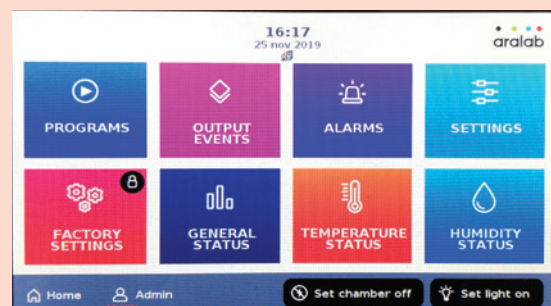 16:17
25 nov 2019
aralab
PROGRAMS
OUTPUT
EVENTS
ALARMS
SETTINGS
FACTORY
SETTINGS
GENERAL
STATUS
TEMPERATURE
STATUS
HUMIDITY
STATUS
Home
Admin
Set chamber off
Set light on